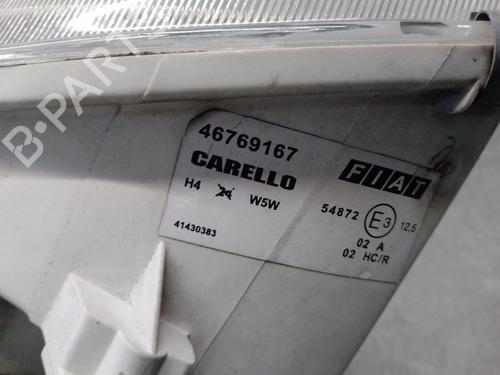 46769167
CARELLO FIAT
H4 W5W 54872 E3 12,5
41430383 02 A
02 HC/R
B-PART